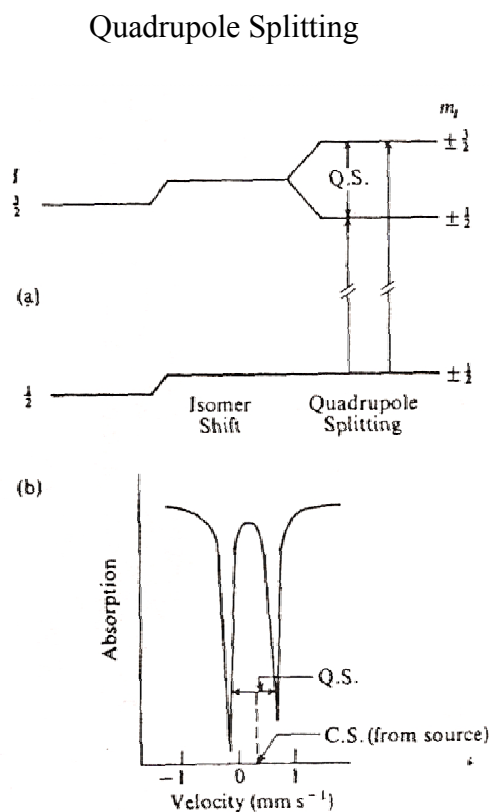 Quadrupole Splitting
m_I
± 3/2
I
Q.S.
3/2
± 1/2
(a)
1/2
± 1/2
Isomer
Shift
Quadrupole
Splitting
(b)
Absorption
Q.S.
C.S. (from source)
−1 0 1
Velocity (mm s⁻¹)